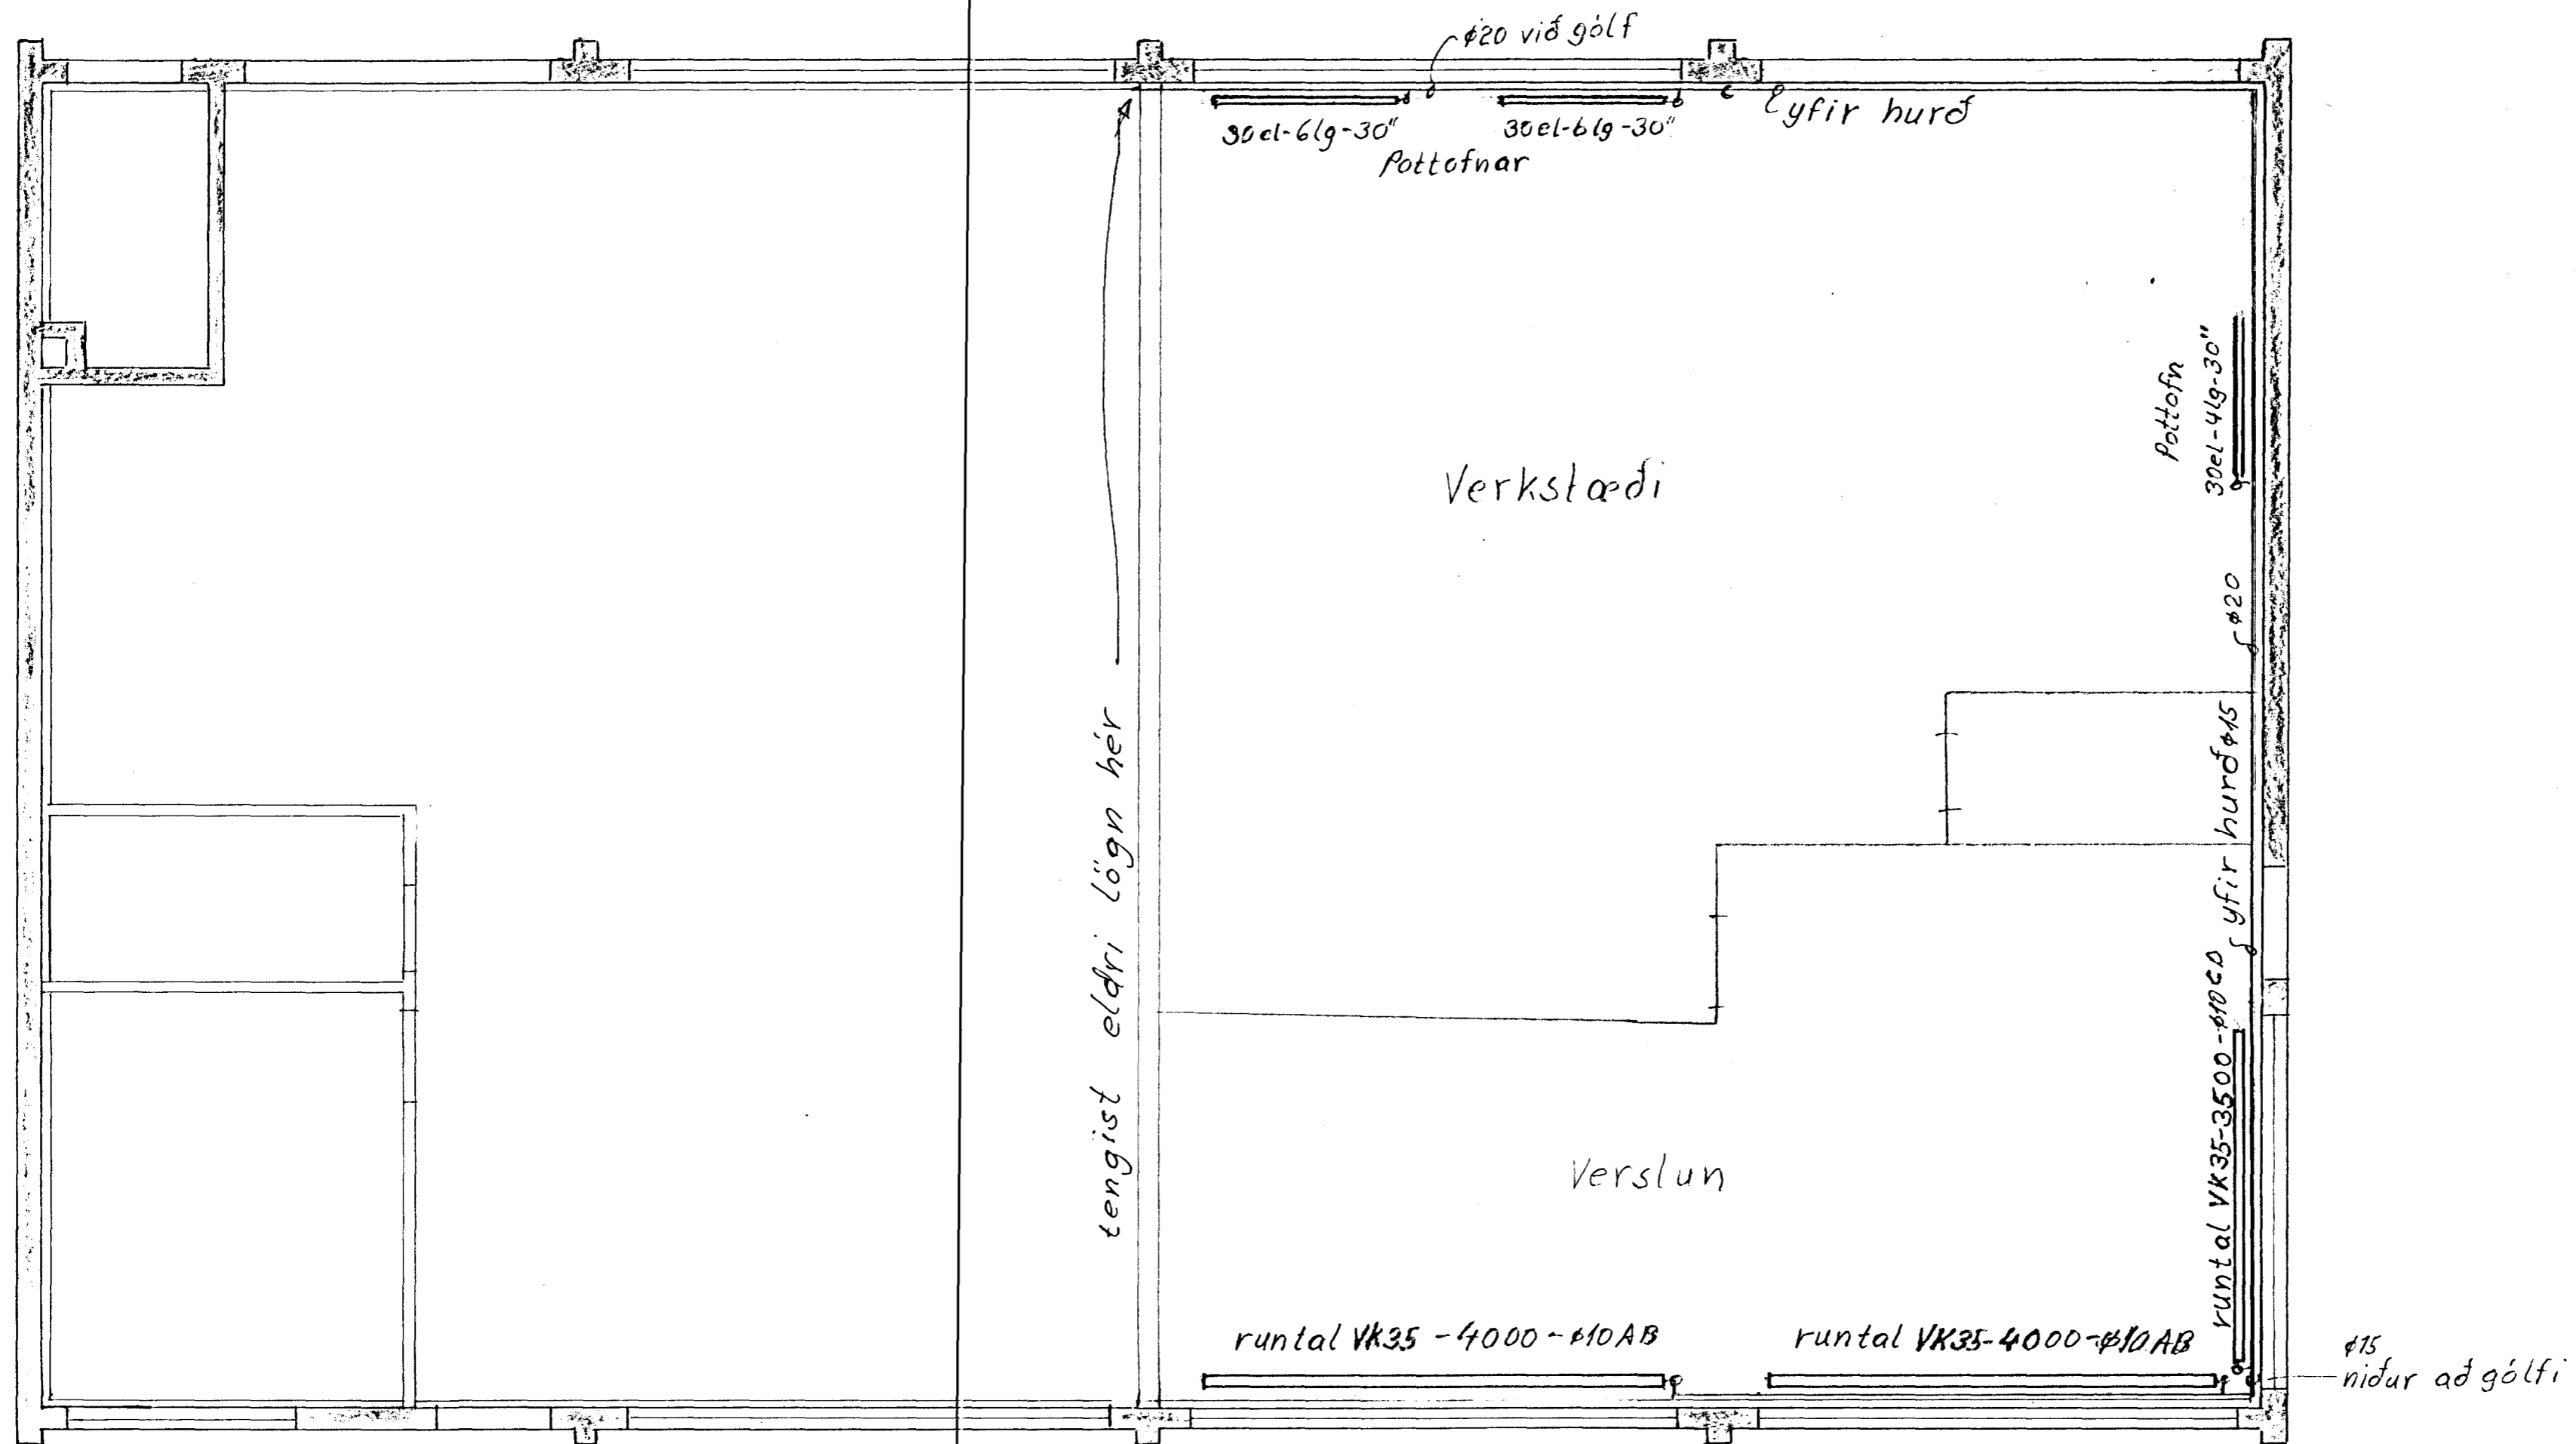 ø20 við gólf
yfir hurð
30el-6lg-30"
30el-6lg-30"
Pottofnar
Pottofn
30el-4lg-30"
Verkstæði
ø20
yfir hurð ø15
tengist eldri lögn hér
runtal VK35-3500-ø10CD
Verslun
runtal VK35-4000-ø10AB
runtal VK35-4000-ø10AB
ø15
niður að gólfi